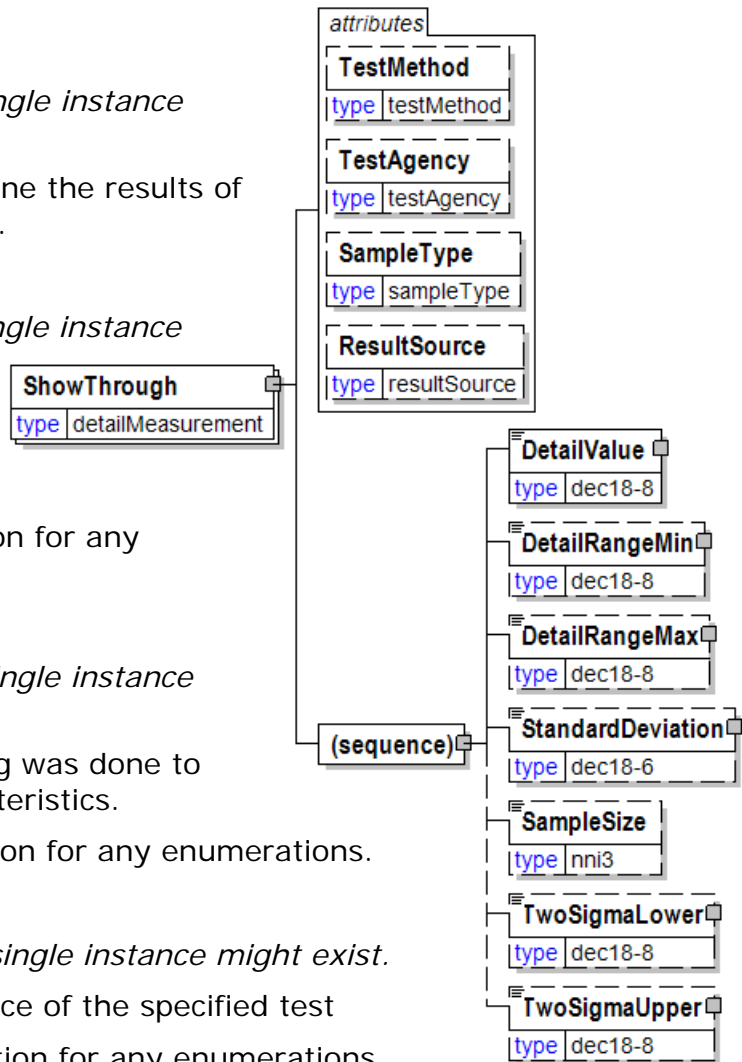 ngle instance
ne the results of
.
ngle instance
on for any
ingle instance
g was done to
teristics.
on for any enumerations.
single instance might exist.
ce of the specified test
tion for any enumerations
attributes
TestMethod
type testMethod
TestAgency
type testAgency
SampleType
type sampleType
ResultSource
type resultSource
ShowThrough
type detailMeasurement
(sequence)
DetailValue
type dec18-8
DetailRangeMin
type dec18-8
DetailRangeMax
type dec18-8
StandardDeviation
type dec18-6
SampleSize
type nni3
TwoSigmaLower
type dec18-8
TwoSigmaUpper
type dec18-8